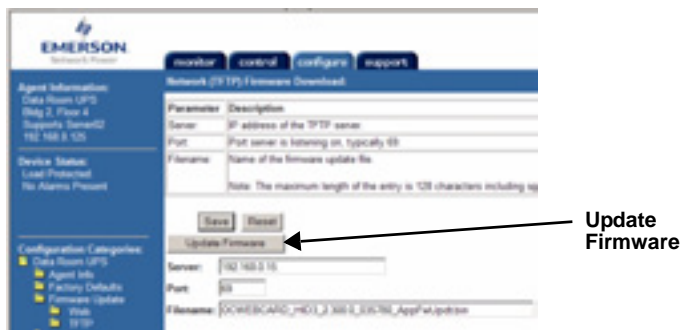 EMERSON
Network Power
monitor
control
configure
support
Agent Information:
Data Room UPS
Bldg 2, Floor 4
Supports Server02
192.168.0.125
Device Status:
Load Protected
No Alarms Present
Configuration Categories:
Data Room UPS
Agent Info
Factory Defaults
Firmware Update
Web
TFTP
Network (TFTP) Firmware Download
Parameter Description
Server IP address of the TFTP server.
Port Port server is listening on, typically 69.
Filename Name of the firmware update file.
Note: The maximum length of the entry is 128 characters including
Save Reset
Update Firmware
Server: 192.168.0.15
Port: 69
Filename:
Update
Firmware